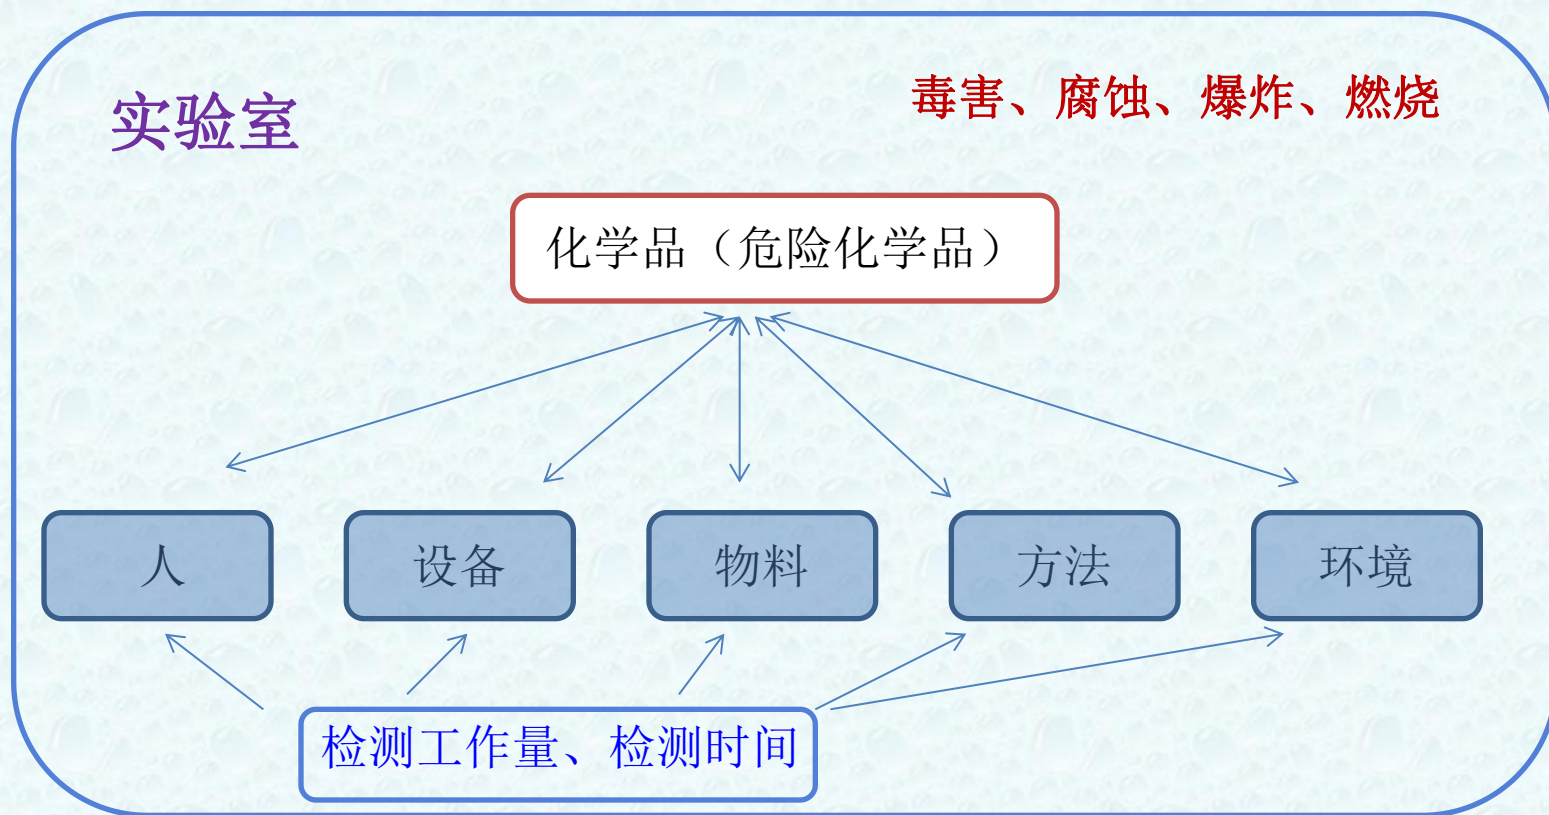 实验室
毒害、腐蚀、爆炸、燃烧
化学品（危险化学品）
人
设备
物料
方法
环境
检测工作量、检测时间